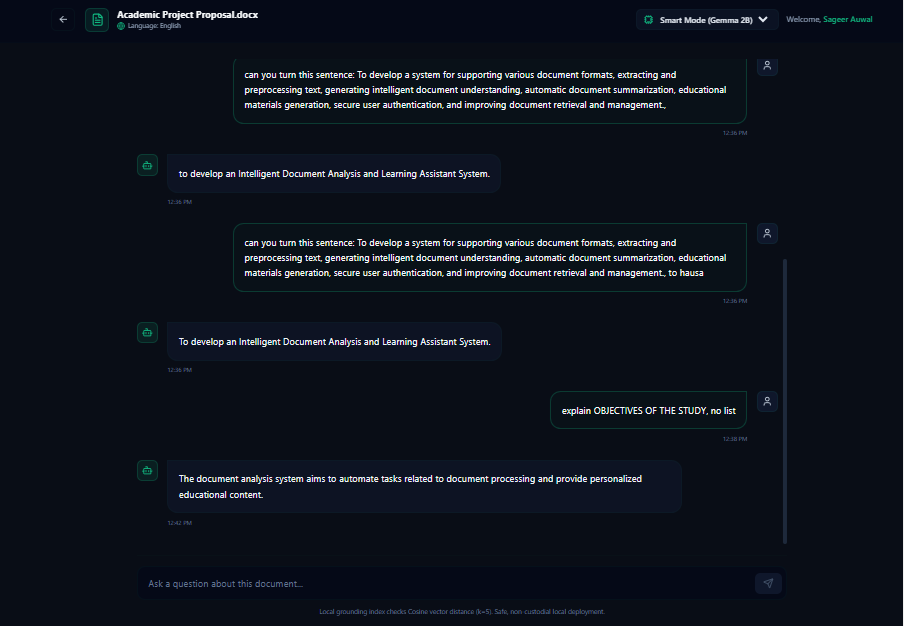 Academic Project Proposal.docx
Language: English
Smart Mode (Gemma 2B)
Welcome, Sageer Auwal
can you turn this sentence: To develop a system for supporting various document formats, extracting and
preprocessing text, generating intelligent document understanding, automatic document summarization, educational
materials generation, secure user authentication, and improving document retrieval and management.,
12:36 PM
to develop an Intelligent Document Analysis and Learning Assistant System.
12:36 PM
can you turn this sentence: To develop a system for supporting various document formats, extracting and
preprocessing text, generating intelligent document understanding, automatic document summarization, educational
materials generation, secure user authentication, and improving document retrieval and management., to hausa
12:36 PM
To develop an Intelligent Document Analysis and Learning Assistant System.
12:36 PM
explain OBJECTIVES OF THE STUDY, no list
12:38 PM
The document analysis system aims to automate tasks related to document processing and provide personalized
educational content.
12:42 PM
Ask a question about this document...
Local grounding index checks Cosine vector distance (k=5). Safe, non-custodial local deployment.